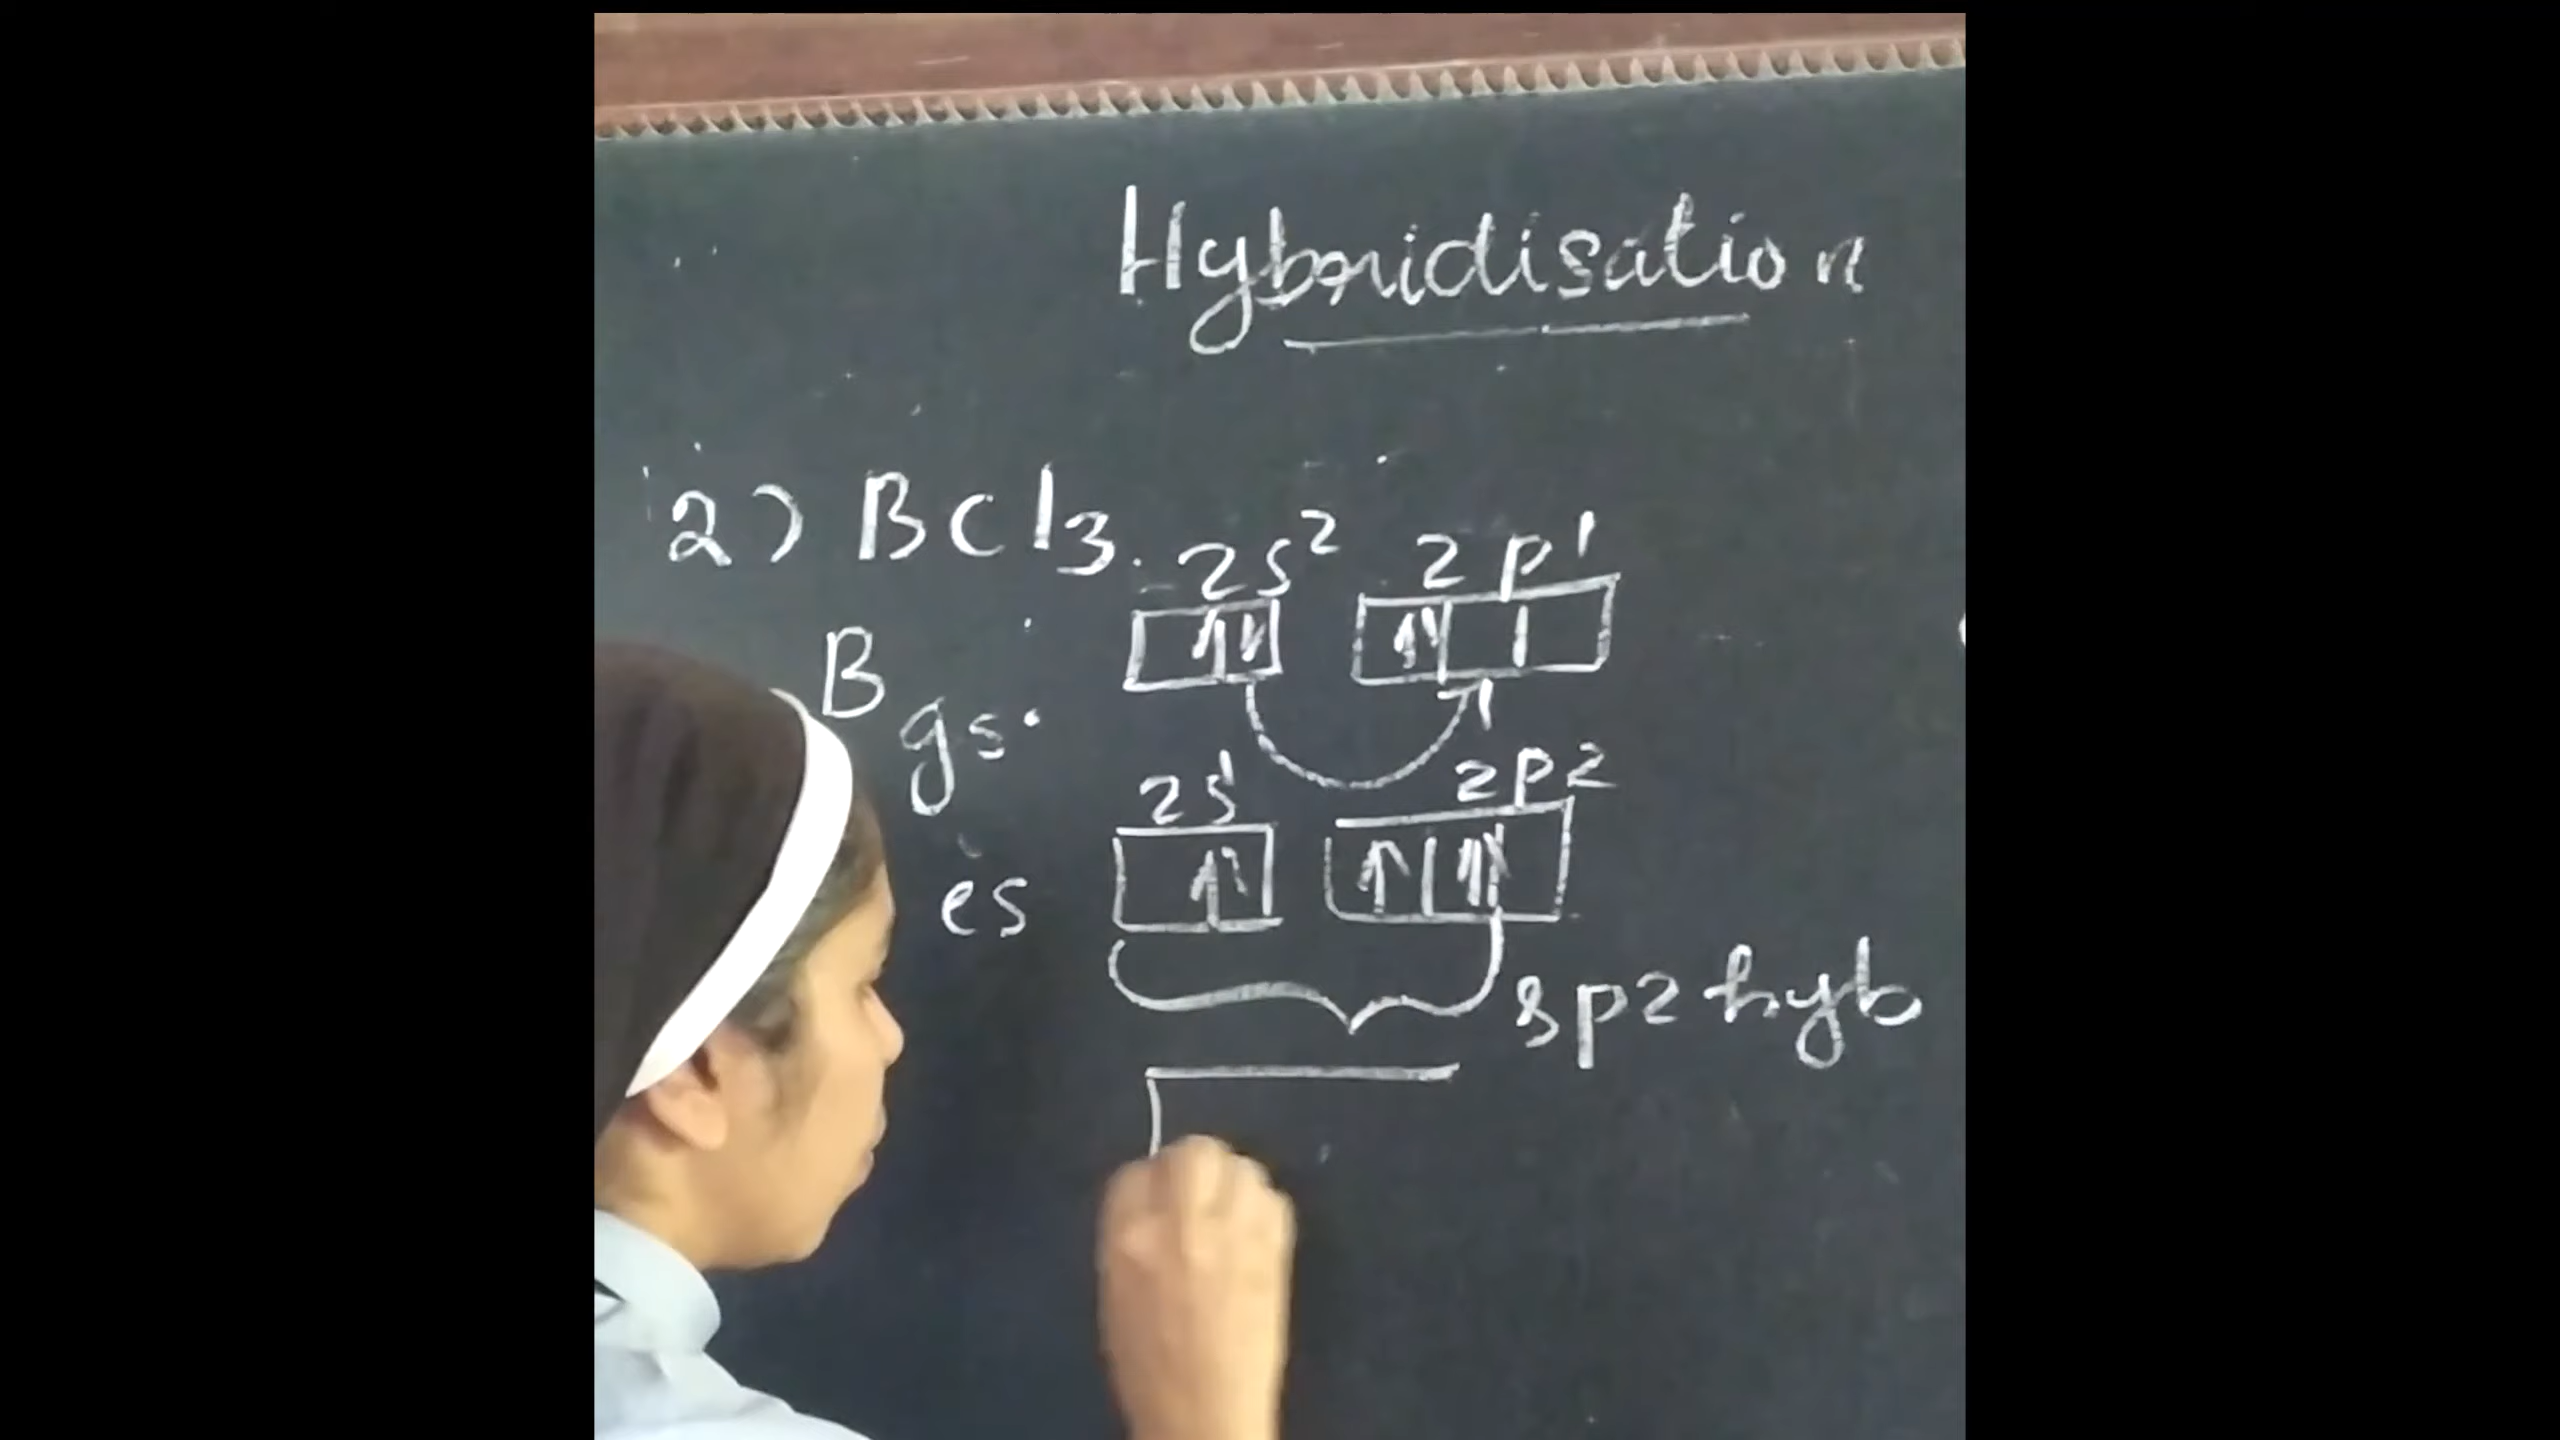 Hybridisation
2) BCl3.
2s² 2p¹
B gs.
2s¹ 2p2
es
sp2 hyb